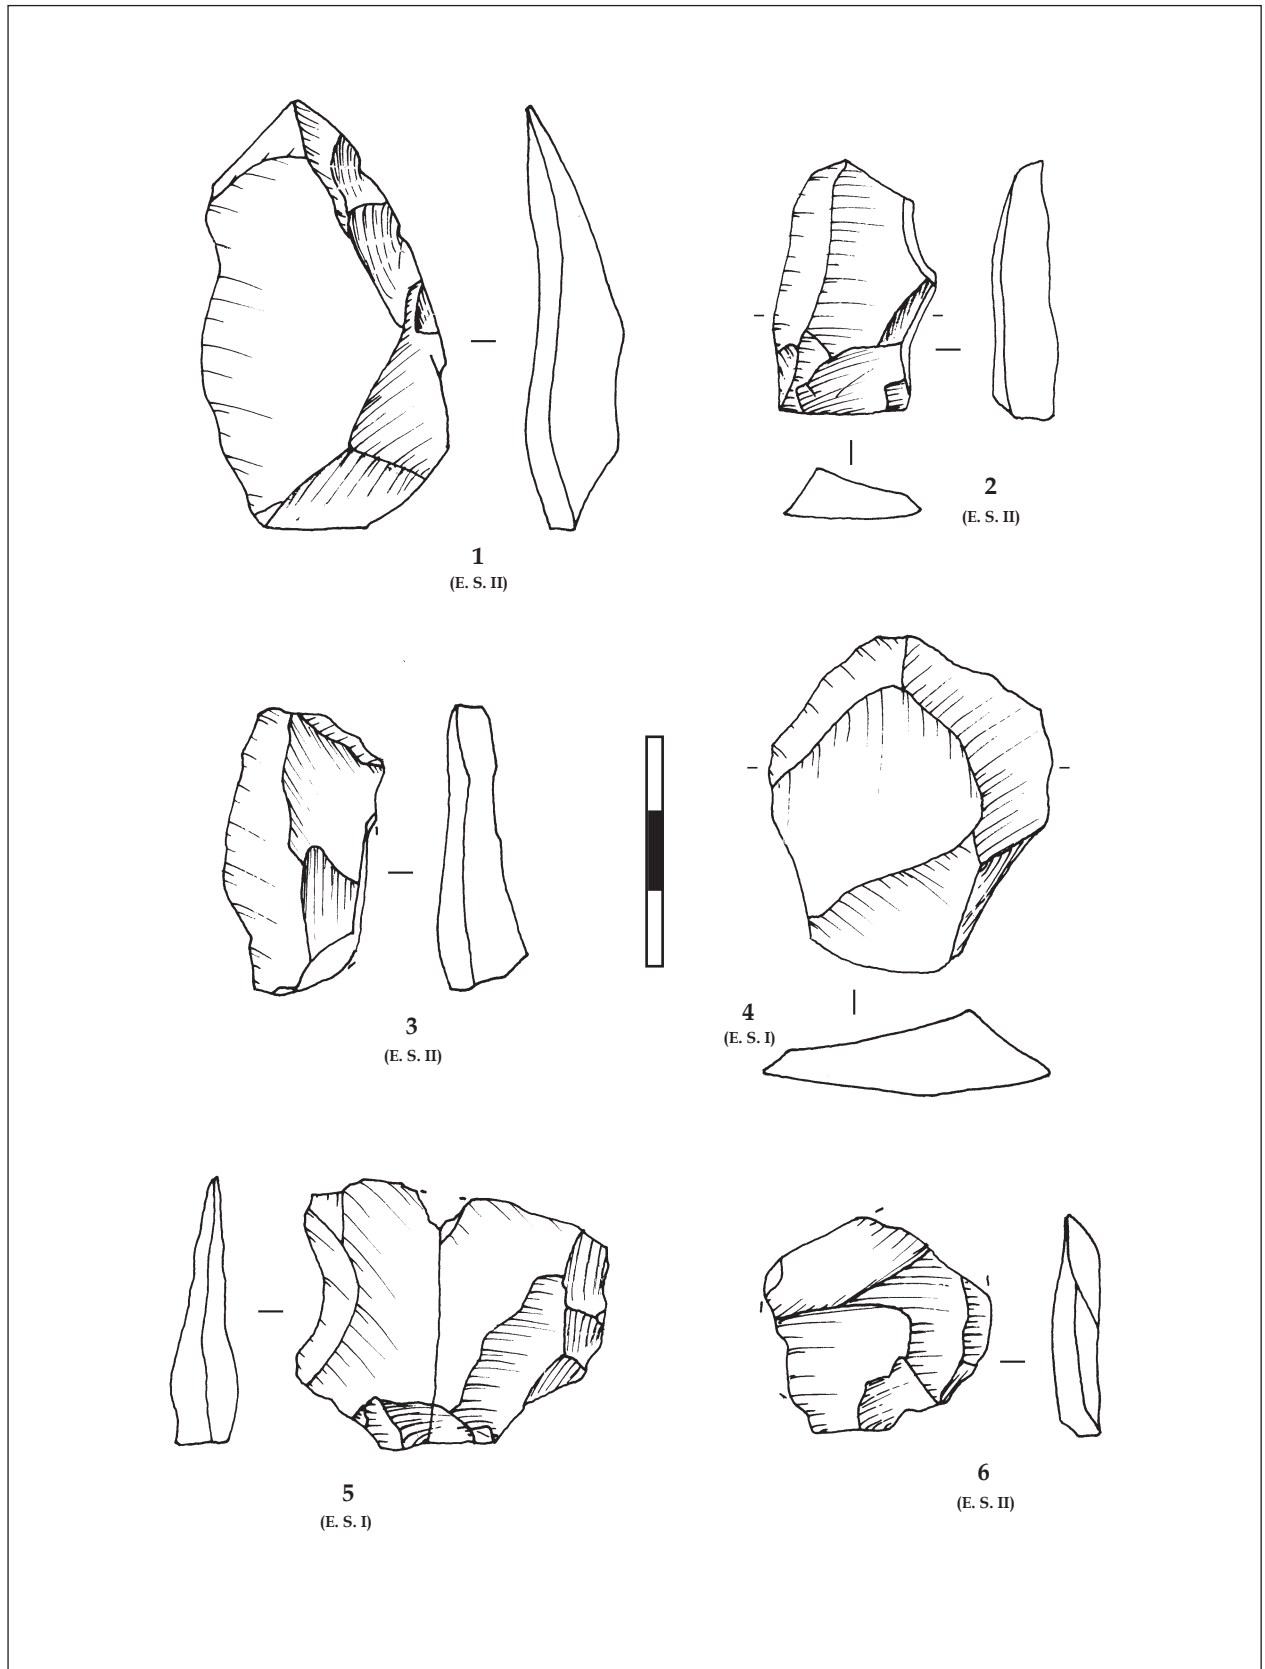 1
(E. S. II)
2
(E. S. II)
3
(E. S. II)
4
(E. S. I)
5
(E. S. I)
6
(E. S. II)